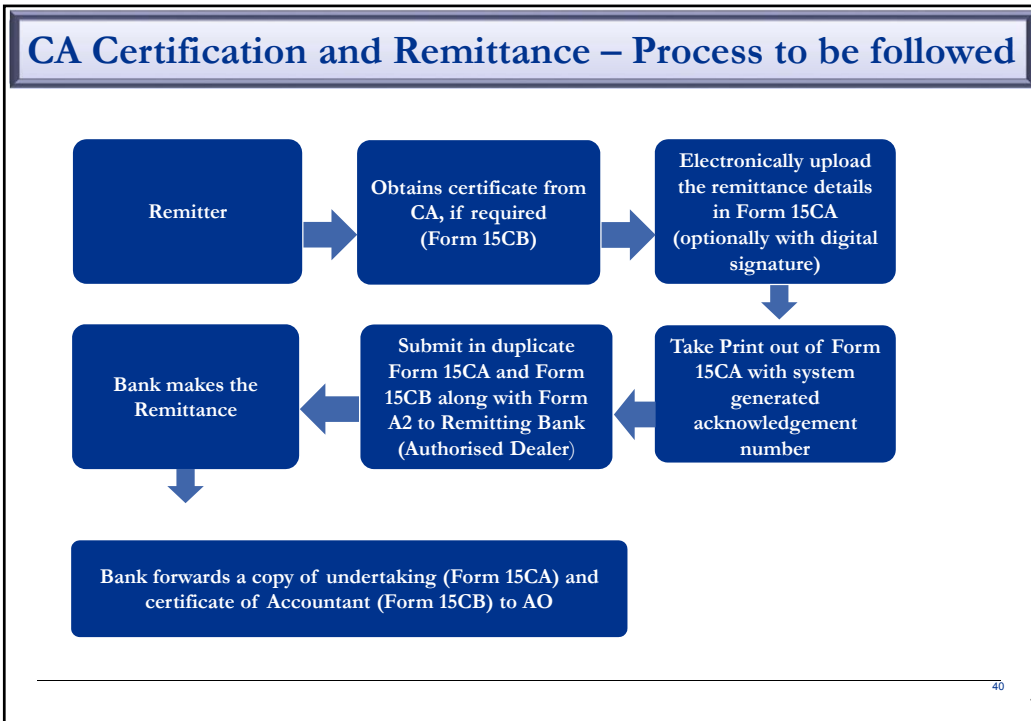 CA Certification and Remittance – Process to be followed
Remitter
Obtains certificate from
CA, if required
(Form 15CB)
Electronically upload
the remittance details
in Form 15CA
(optionally with digital
signature)
Take Print out of Form
15CA with system
generated
acknowledgement
number
Submit in duplicate
Form 15CA and Form
15CB along with Form
A2 to Remitting Bank
(Authorised Dealer)
Bank makes the
Remittance
Bank forwards a copy of undertaking (Form 15CA) and
certificate of Accountant (Form 15CB) to AO
40